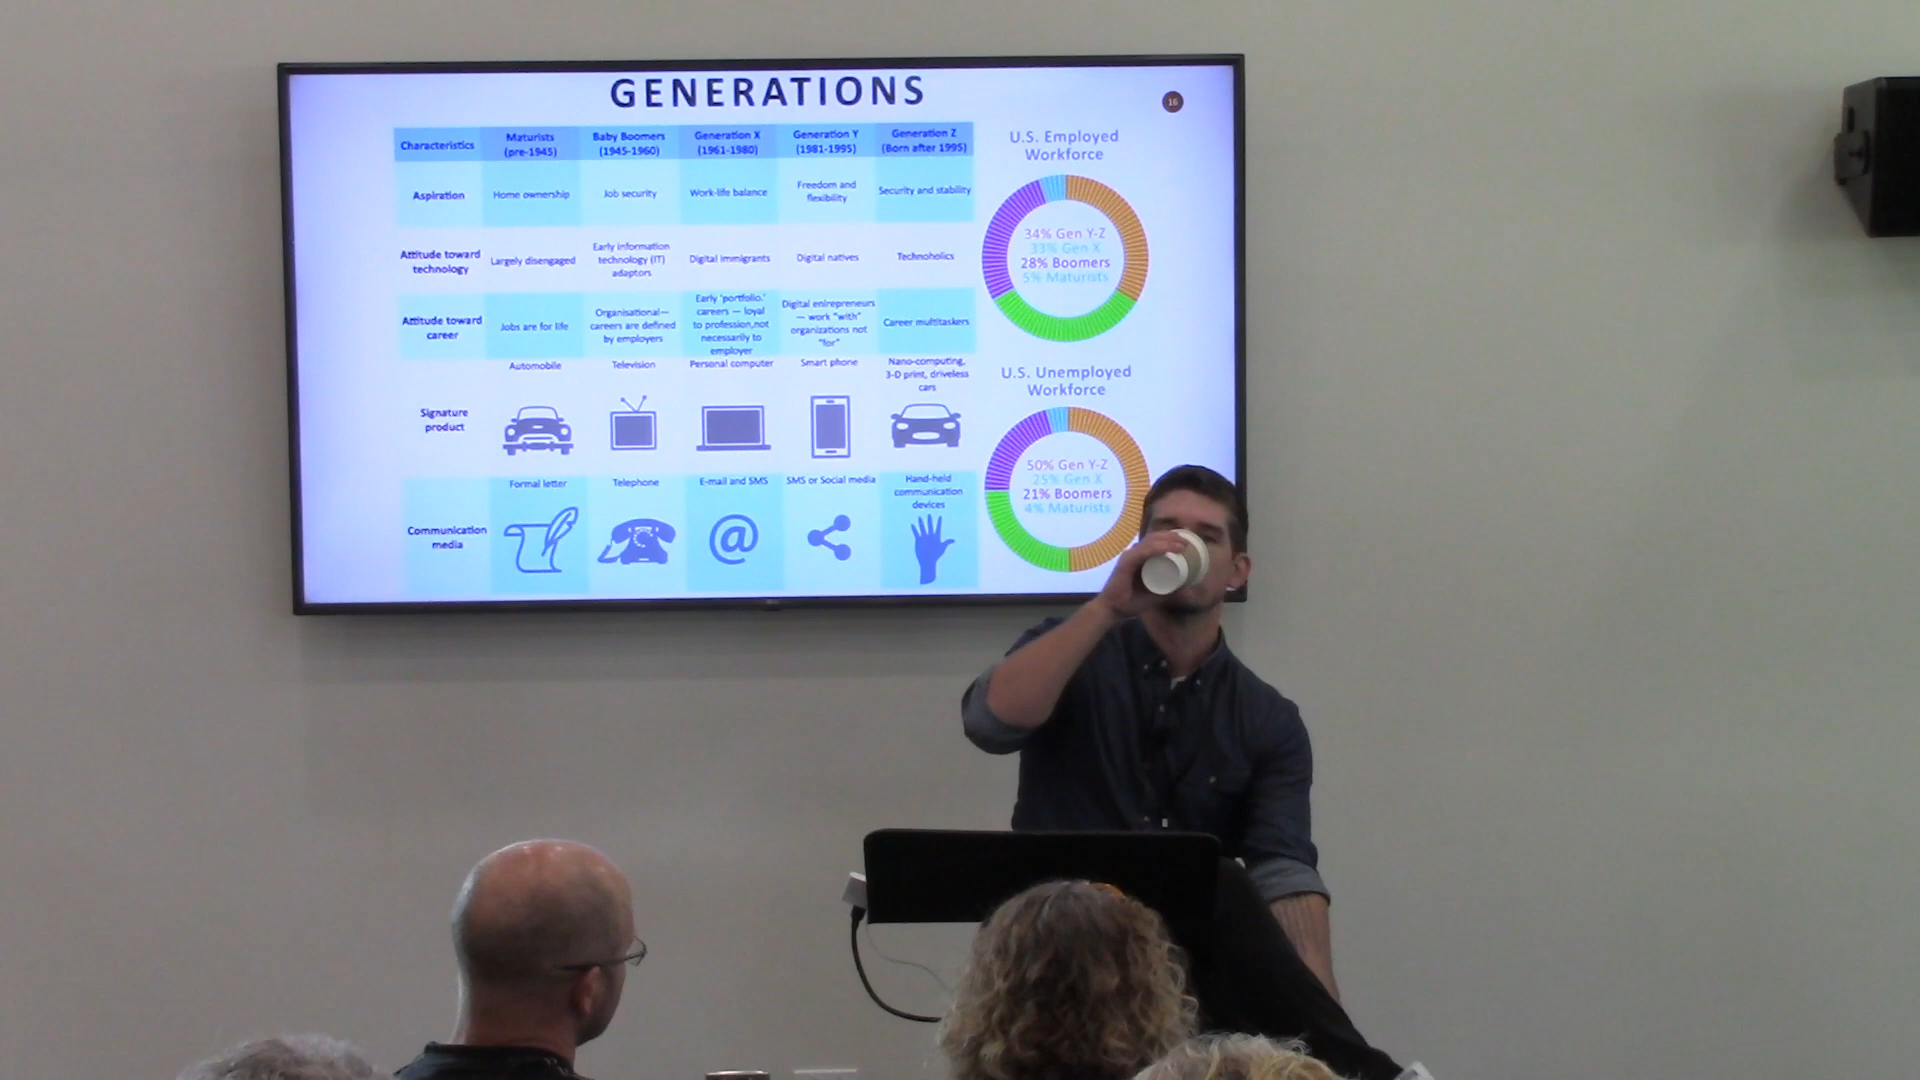 GENERATIONS
16
Characteristics
Maturists
(pre-1945)
Baby Boomers
(1945-1960)
Generation X
(1961-1980)
Generation Y
(1981-1995)
Generation Z
(Born after 1995)
Aspiration
Home ownership
Job security
Work-life balance
Freedom and
flexibility
Security and stability
Attitude toward
technology
Largely disengaged
Early information
technology (IT)
adaptors
Digital immigrants
Digital natives
Technoholics
Attitude toward
career
Jobs are for life
Organisational—
careers are defined
by employers
Early 'portfolio.'
careers — loyal
to profession,not
necessarily to
employer
Digital enirepreneurs
— work "with"
organizations not
"for"
Career multitaskers
Signature
product
Automobile
Television
Personal computer
Smart phone
Nano-computing,
3-D print, driveless
cars
Communication
media
Formal letter
Telephone
E-mail and SMS
@
SMS or Social media
Hand-held
communication
devices
U.S. Employed
Workforce
34% Gen Y-Z
33% Gen X
28% Boomers
5% Maturists
U.S. Unemployed
Workforce
50% Gen Y-Z
25% Gen X
21% Boomers
4% Maturists